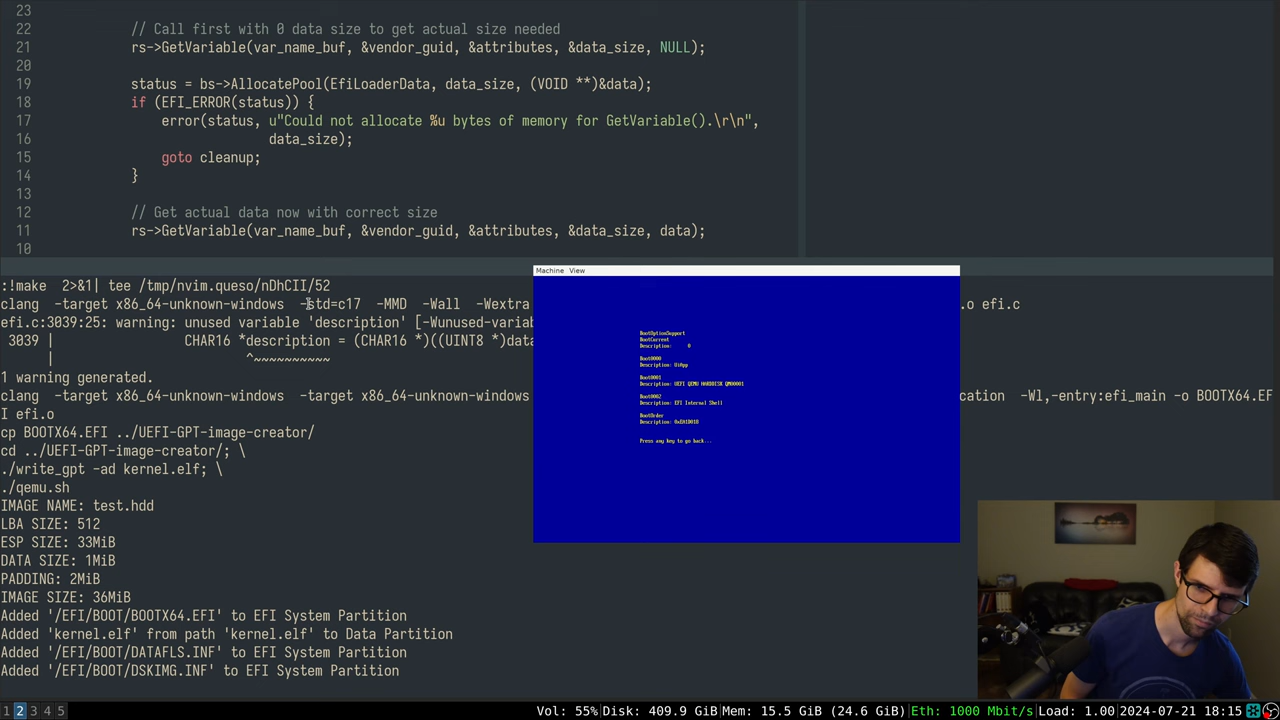 23
22 // Call first with 0 data size to get actual size needed
21 rs->GetVariable(var_name_buf, &vendor_guid, &attributes, &data_size, NULL);
20
19 status = bs->AllocatePool(EfiLoaderData, data_size, (VOID **)&data);
18 if (EFI_ERROR(status)) {
17 error(status, u"Could not allocate %u bytes of memory for GetVariable().\r\n",
16 data_size);
15 goto cleanup;
14 }
13
12 // Get actual data now with correct size
11 rs->GetVariable(var_name_buf, &vendor_guid, &attributes, &data_size, data);
10
:!make  2>&1| tee /tmp/nvim.queso/nDhCII/52
clang  -target x86_64-unknown-windows  -std=c17  -MMD  -Wall  -Wextra .o efi.c
efi.c:3039:25: warning: unused variable 'description' [-Wunused-variab
3039 | CHAR16 *description = (CHAR16 *)((UINT8 *)data
| ^~~~~~~~~~~
1 warning generated.
clang  -target x86_64-unknown-windows  -target x86_64-unknown-windows cation  -Wl,-entry:efi_main -o BOOTX64.EF
I efi.o
cp BOOTX64.EFI ../UEFI-GPT-image-creator/
cd ../UEFI-GPT-image-creator/; \
./write_gpt -ad kernel.elf; \
./qemu.sh
IMAGE NAME: test.hdd
LBA SIZE: 512
ESP SIZE: 33MiB
DATA SIZE: 1MiB
PADDING: 2MiB
IMAGE SIZE: 36MiB
Added '/EFI/BOOT/BOOTX64.EFI' to EFI System Partition
Added 'kernel.elf' from path 'kernel.elf' to Data Partition
Added '/EFI/BOOT/DATAFLS.INF' to EFI System Partition
Added '/EFI/BOOT/DSKIMG.INF' to EFI System Partition
Machine View
BootOptionSupport
BootCurrent
Description: 0
Boot0000
Description: UiApp
Boot0001
Description: UEFI QEMU HARDDISK QM00001
Boot0002
Description: EFI Internal Shell
BootOrder
Press any key to go back...
1 2 3 4 5
Vol: 55% Disk: 409.9 GiB Mem: 15.5 GiB (24.6 GiB) Eth: 1000 Mbit/s Load: 1.00 2024-07-21 18:15